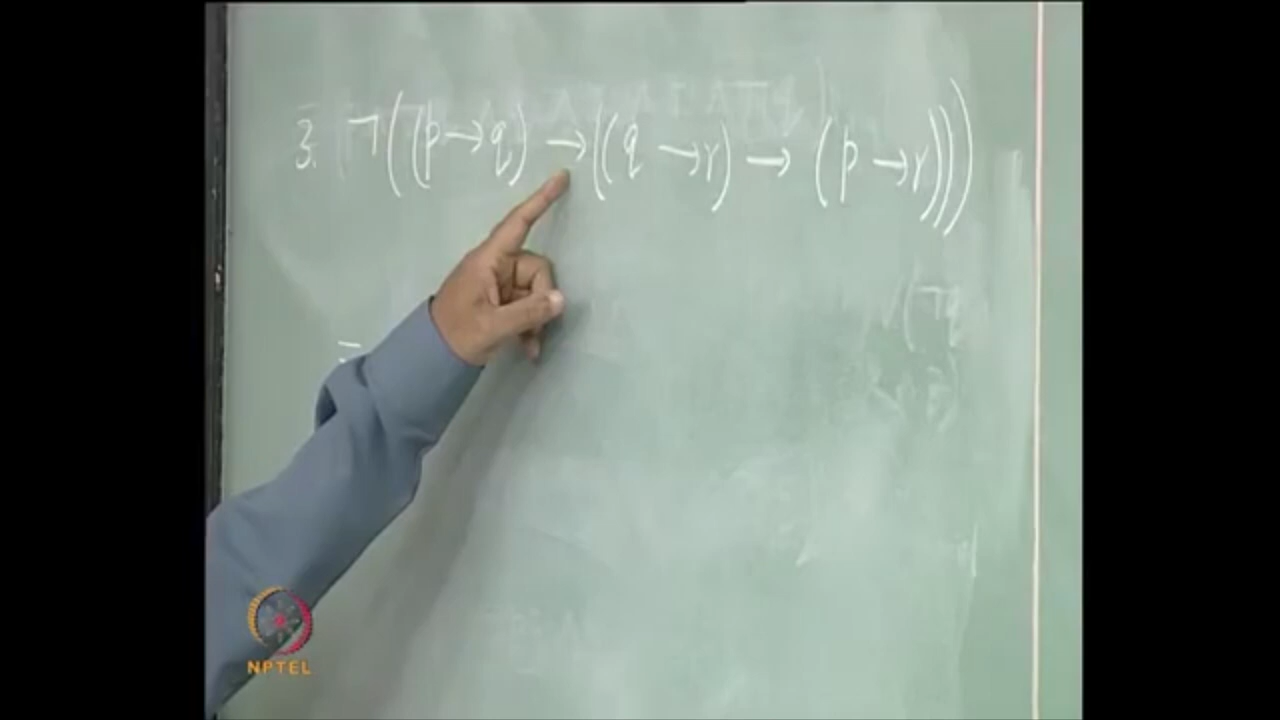 3. ¬((p→q) →((q →r) → (p →r)))
NPTEL